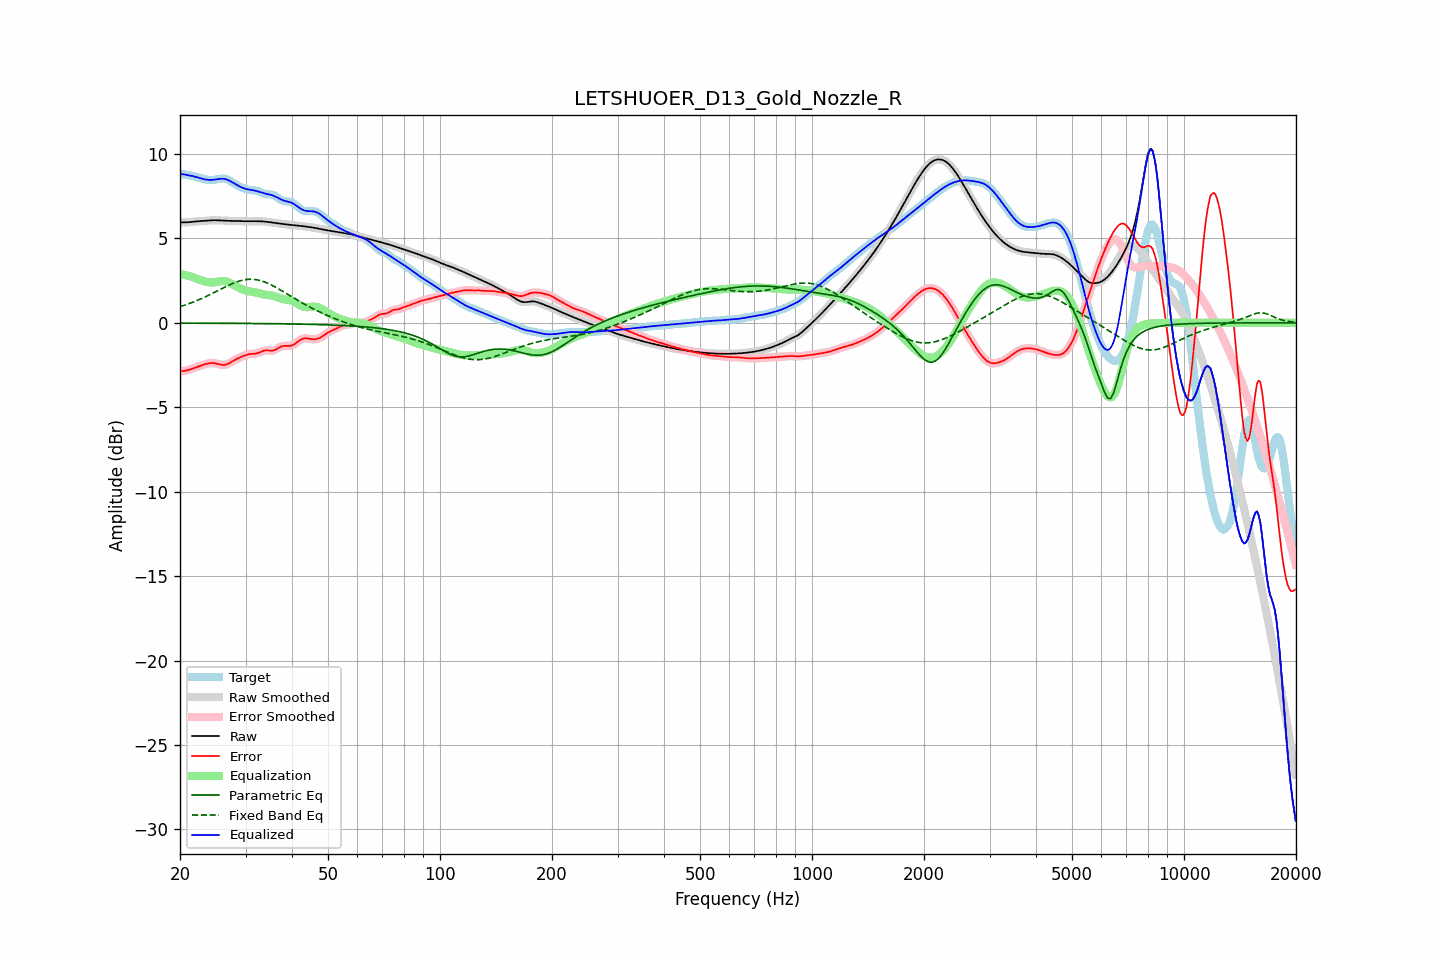 LETSHUOER_D13_Gold_Nozzle_R
Amplitude (dBr)
10
5
0
−5
−10
−15
−20
−25
−30
Target
Raw Smoothed
Error Smoothed
Raw
Error
Equalization
Parametric Eq
Fixed Band Eq
Equalized
20 50 100 200 500 1000 2000 5000 10000 20000
Frequency (Hz)